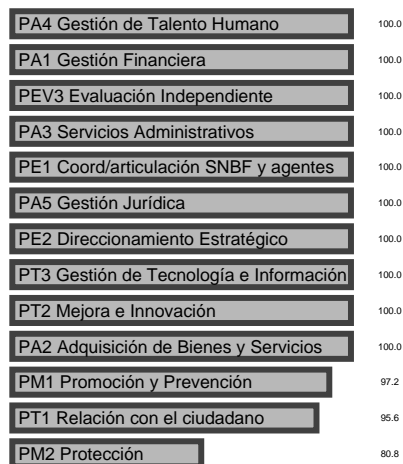 PA4 Gestión de Talento Humano 100.0
PA1 Gestión Financiera 100.0
PEV3 Evaluación Independiente 100.0
PA3 Servicios Administrativos 100.0
PE1 Coord/articulación SNBF y agentes 100.0
PA5 Gestión Jurídica 100.0
PE2 Direccionamiento Estratégico 100.0
PT3 Gestión de Tecnología e Información 100.0
PT2 Mejora e Innovación 100.0
PA2 Adquisición de Bienes y Servicios 100.0
PM1 Promoción y Prevención 97.2
PT1 Relación con el ciudadano 95.6
PM2 Protección 80.8